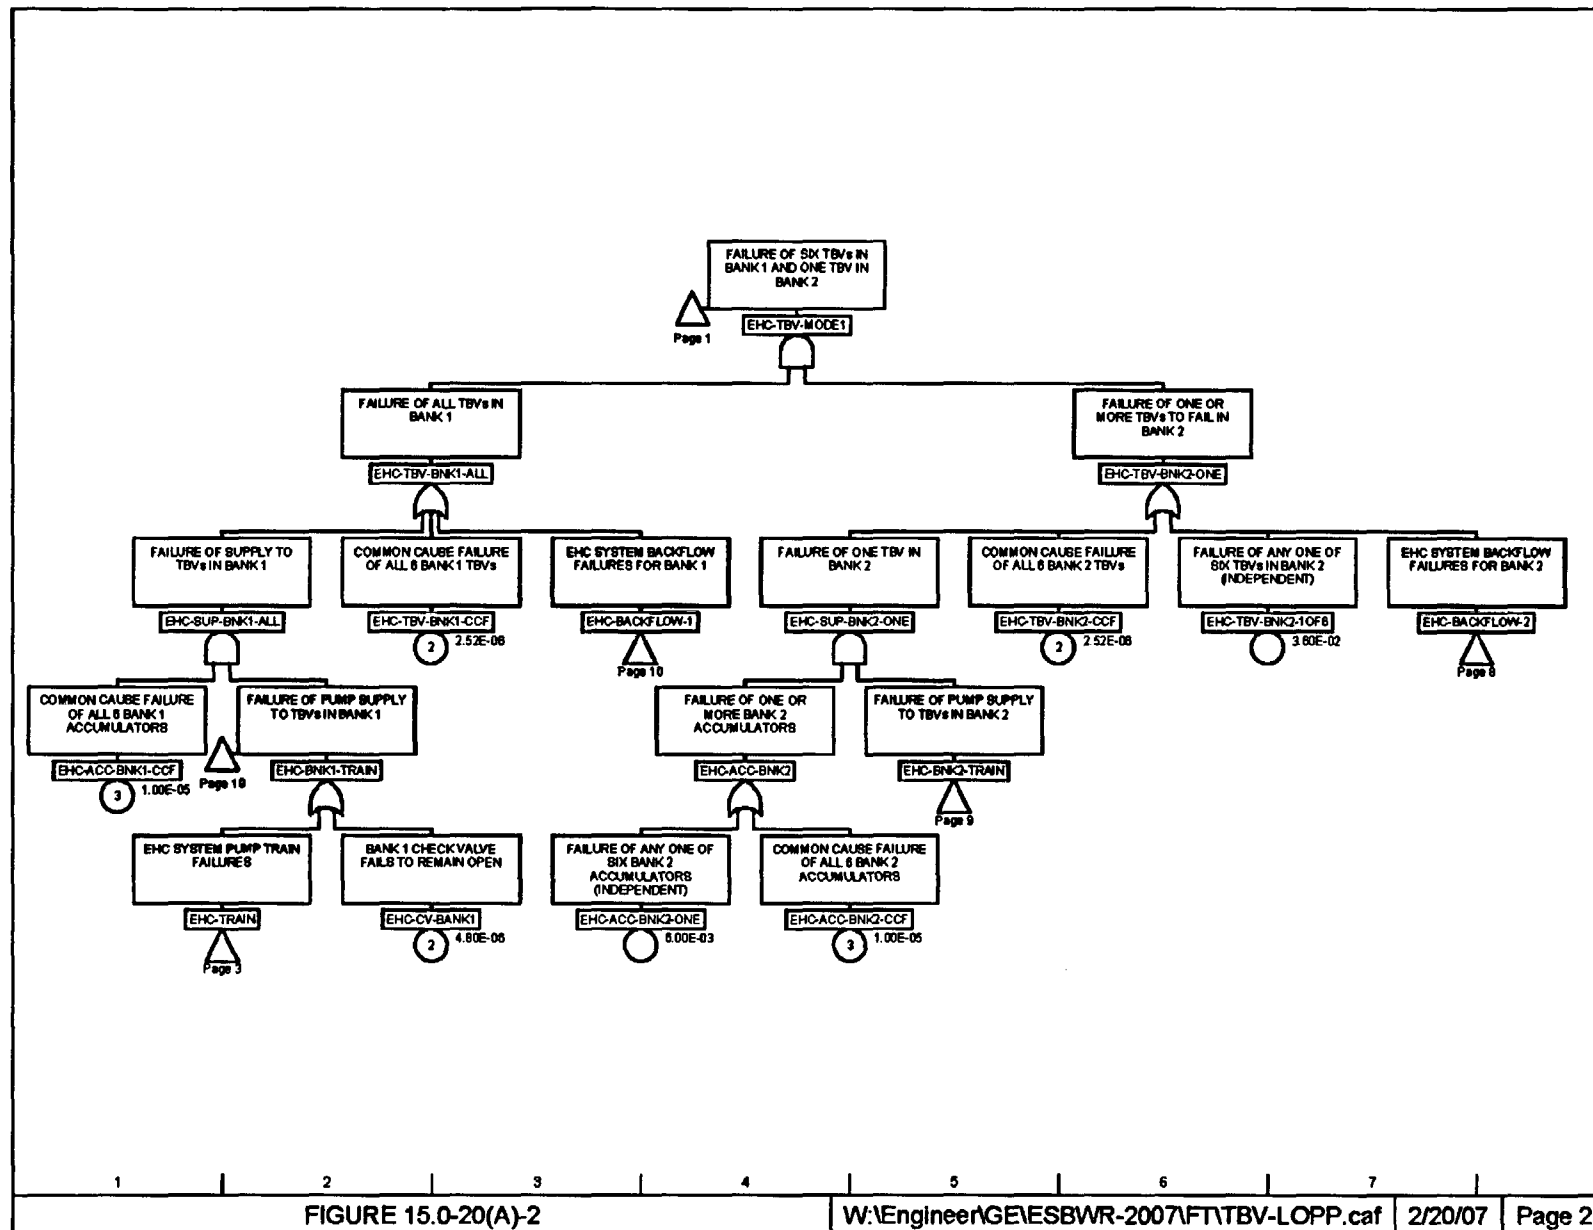 FAILURE OF SIX TBVs IN
BANK 1 AND ONE TBV IN
BANK 2
Page 1
EHC-TBV-MODE1
FAILURE OF ALL TBVs IN
BANK 1
EHC-TBV-BNK1-ALL
FAILURE OF ONE OR
MORE TBVs TO FAIL IN
BANK 2
EHC-TBV-BNK2-ONE
FAILURE OF SUPPLY TO
TBVs IN BANK 1
EHC-SUP-BNK1-ALL
COMMON CAUSE FAILURE
OF ALL 6 BANK 1 TBVs
EHC-TBV-BNK1-CCF
2
2.52E-06
EHC SYSTEM BACKFLOW
FAILURES FOR BANK 1
EHC-BACKFLOW-1
Page 10
FAILURE OF ONE TBV IN
BANK 2
EHC-SUP-BNK2-ONE
COMMON CAUSE FAILURE
OF ALL 6 BANK 2 TBVs
EHC-TBV-BNK2-CCF
2
2.52E-06
FAILURE OF ANY ONE OF
SIX TBVs IN BANK 2
(INDEPENDENT)
EHC-TBV-BNK2-1OF6
3.60E-02
EHC SYSTEM BACKFLOW
FAILURES FOR BANK 2
EHC-BACKFLOW-2
Page 8
COMMON CAUSE FAILURE
OF ALL 6 BANK 1
ACCUMULATORS
EHC-ACC-BNK1-CCF
3
1.00E-05
FAILURE OF PUMP SUPPLY
TO TBVs IN BANK 1
Page 10
EHC-BNK1-TRAIN
FAILURE OF ONE OR
MORE BANK 2
ACCUMULATORS
EHC-ACC-BNK2
FAILURE OF PUMP SUPPLY
TO TBVs IN BANK 2
EHC-BNK2-TRAIN
Page 9
EHC SYSTEM PUMP TRAIN
FAILURES
EHC-TRAIN
Page 3
BANK 1 CHECK VALVE
FAILS TO REMAIN OPEN
EHC-CV-BANK1
2
4.80E-06
FAILURE OF ANY ONE OF
SIX BANK 2
ACCUMULATORS
(INDEPENDENT)
EHC-ACC-BNK2-ONE
6.00E-03
COMMON CAUSE FAILURE
OF ALL 6 BANK 2
ACCUMULATORS
EHC-ACC-BNK2-CCF
3
1.00E-05
1 2 3 4 5 6 7
FIGURE 15.0-20(A)-2
W:\Engineer\GE\ESBWR-2007\FT\TBV-LOPP.caf
2/20/07
Page 2